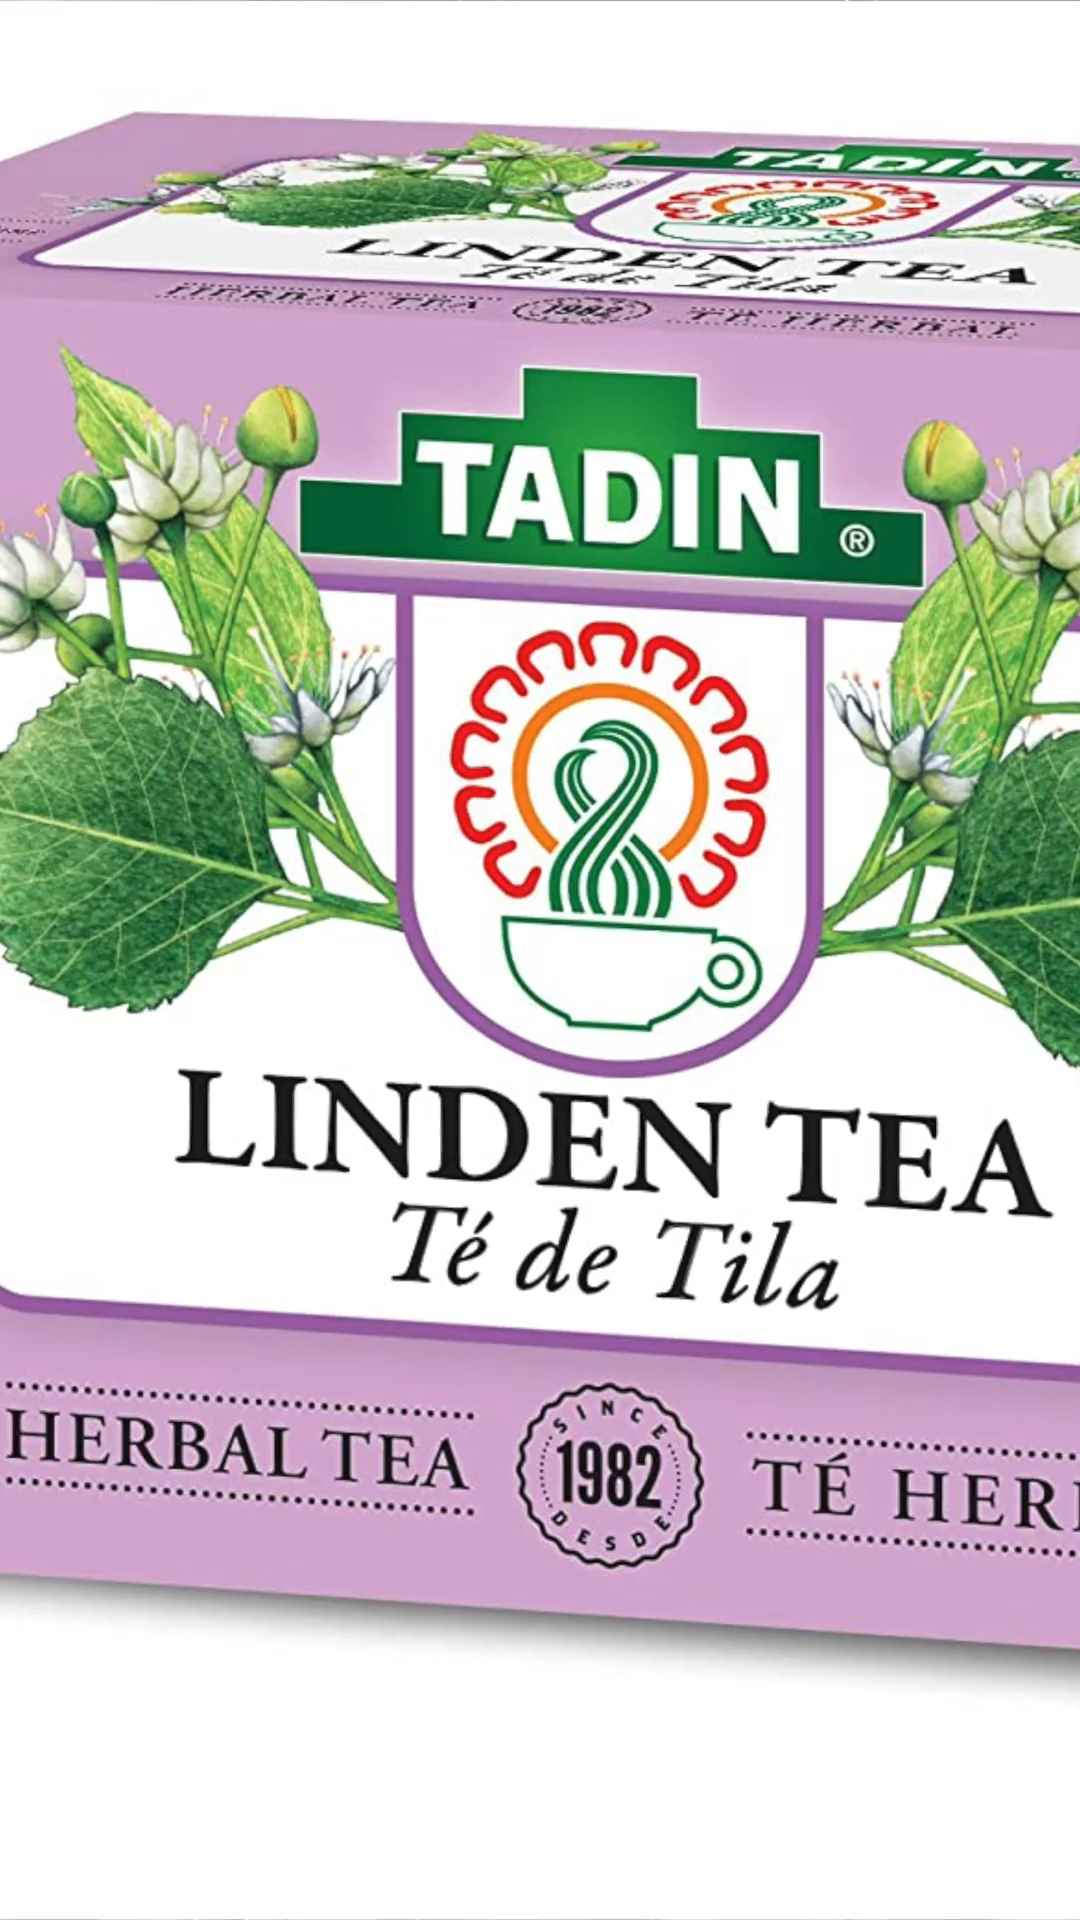 TADIN
LINDEN TEA
Té de Tila
HERBAL TEA
1982
TÉ HERBAL
TADIN ®
LINDEN TEA
Té de Tila
HERBAL TEA
SINCE
1982
DESDE
TÉ HER